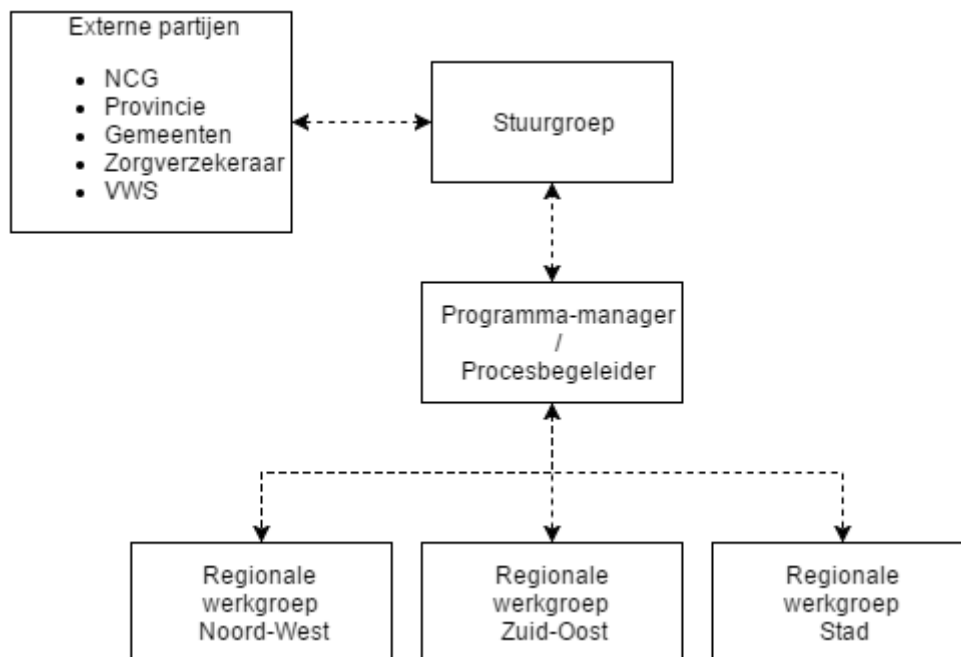 Externe partijen
• NCG
• Provincie
• Gemeenten
• Zorgverzekeraar
• VWS
Stuurgroep
Programma-manager
/
Procesbegeleider
Regionale
werkgroep
Noord-West
Regionale
werkgroep
Zuid-Oost
Regionale
werkgroep
Stad